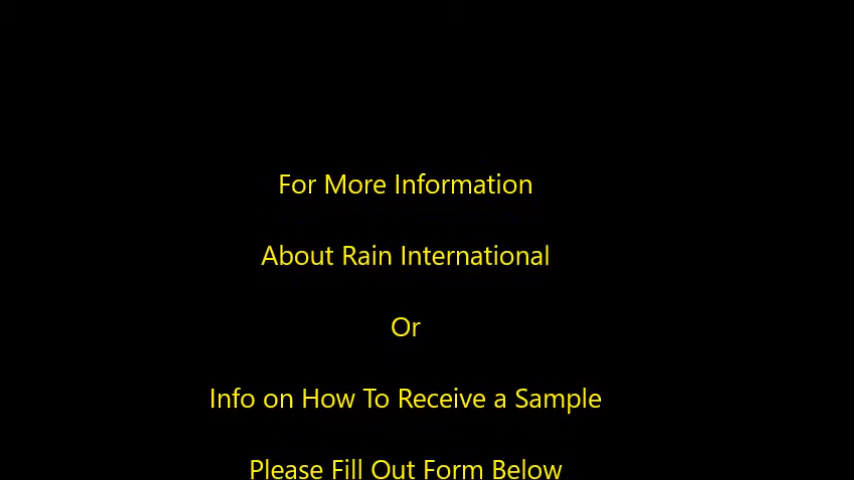 For More Information
About Rain International
Or
Info on How To Receive a Sample
Please Fill Out Form Below